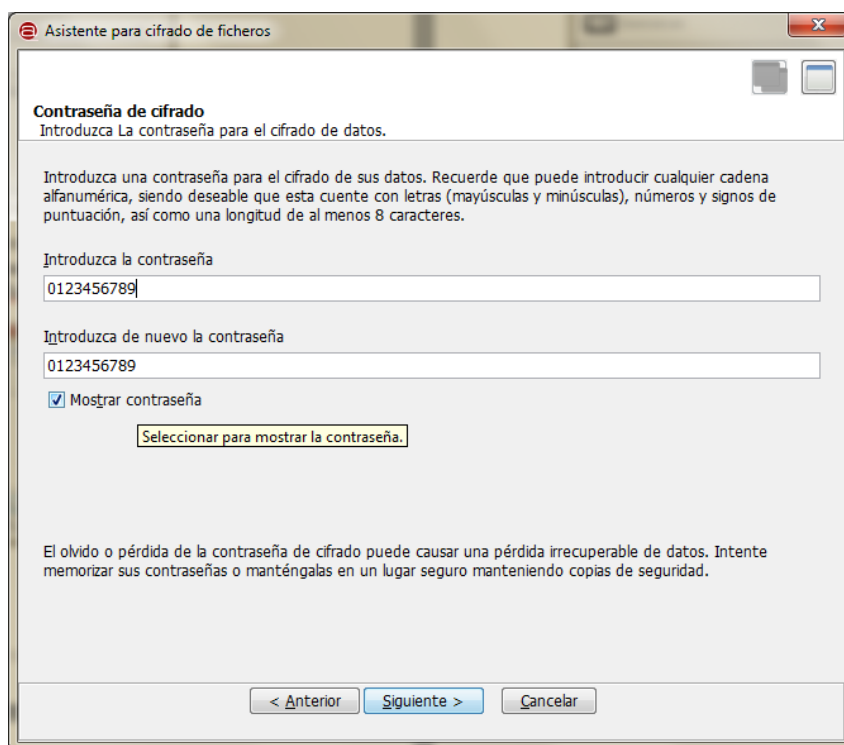 Asistente para cifrado de ficheros
Contraseña de cifrado
Introduzca La contraseña para el cifrado de datos.
Introduzca una contraseña para el cifrado de sus datos. Recuerde que puede introducir cualquier cadena
alfanumérica, siendo deseable que esta cuente con letras (mayúsculas y minúsculas), números y signos de
puntuación, así como una longitud de al menos 8 caracteres.
Introduzca la contraseña
0123456789
Introduzca de nuevo la contraseña
0123456789
Mostrar contraseña
Seleccionar para mostrar la contraseña.
El olvido o pérdida de la contraseña de cifrado puede causar una pérdida irrecuperable de datos. Intente
memorizar sus contraseñas o manténgalas en un lugar seguro manteniendo copias de seguridad.
< Anterior Siguiente > Cancelar